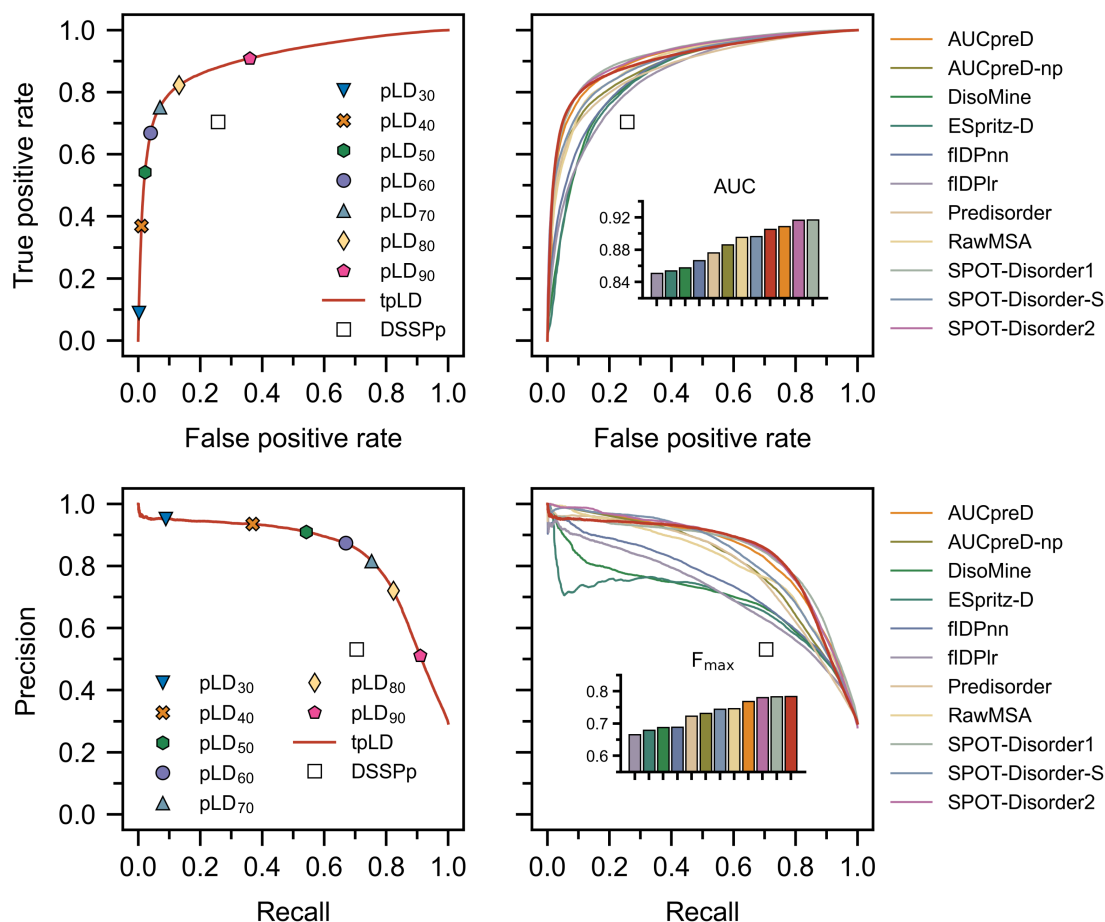 True positive rate
1.0
0.8
0.6
0.4
0.2
0.0
pLD30
pLD40
pLD50
pLD60
pLD70
pLD80
pLD90
tpLD
DSSPp
0.0 0.2 0.4 0.6 0.8 1.0
False positive rate
AUC
0.92
0.88
0.84
0.0 0.2 0.4 0.6 0.8 1.0
False positive rate
AUCpreD
AUCpreD-np
DisoMine
ESpritz-D
flDPnn
flDPlr
Predisorder
RawMSA
SPOT-Disorder1
SPOT-Disorder-S
SPOT-Disorder2
Precision
1.0
0.8
0.6
0.4
0.2
0.0
pLD30
pLD40
pLD50
pLD60
pLD70
pLD80
pLD90
tpLD
DSSPp
0.0 0.2 0.4 0.6 0.8 1.0
Recall
Fmax
0.8
0.7
0.6
0.0 0.2 0.4 0.6 0.8 1.0
Recall
AUCpreD
AUCpreD-np
DisoMine
ESpritz-D
flDPnn
flDPlr
Predisorder
RawMSA
SPOT-Disorder1
SPOT-Disorder-S
SPOT-Disorder2